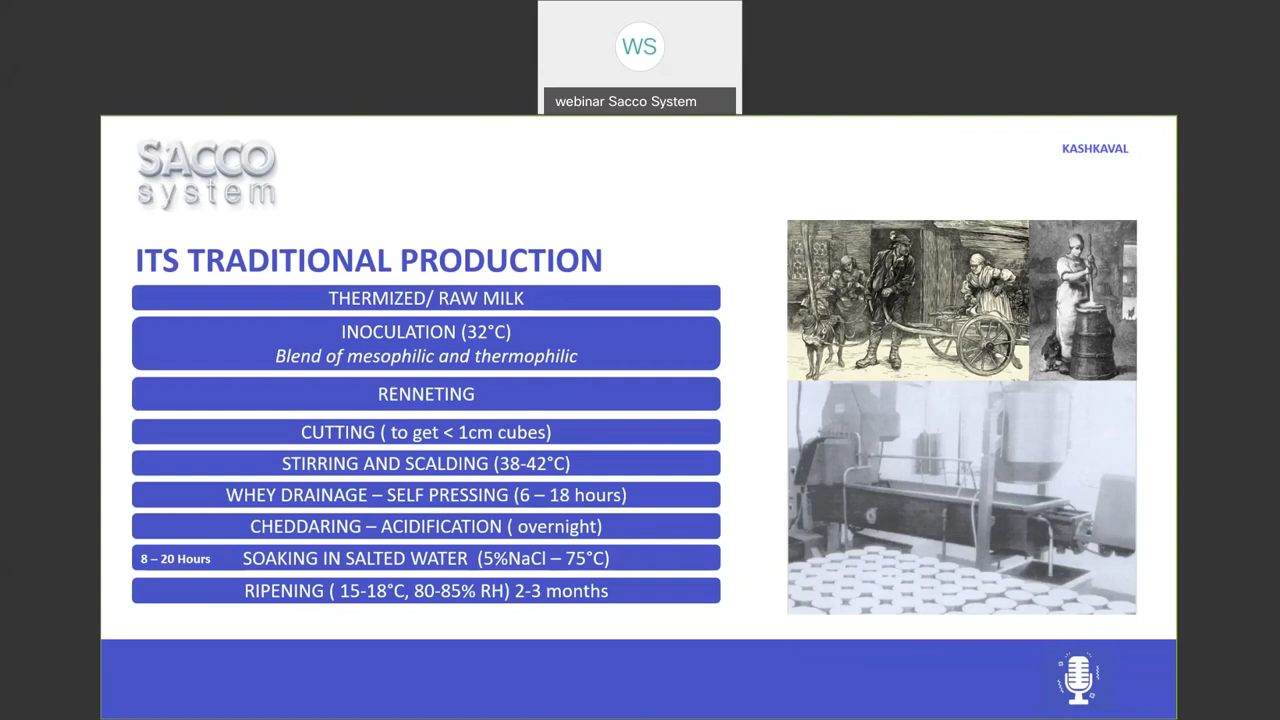 WS
webinar Sacco System
SACCO
system
KASHKAVAL
ITS TRADITIONAL PRODUCTION
THERMIZED/ RAW MILK
INOCULATION (32°C)
Blend of mesophilic and thermophilic
RENNETING
CUTTING ( to get < 1cm cubes)
STIRRING AND SCALDING (38-42°C)
WHEY DRAINAGE – SELF PRESSING (6 – 18 hours)
CHEDDARING – ACIDIFICATION ( overnight)
8 – 20 Hours SOAKING IN SALTED WATER (5%NaCl – 75°C)
RIPENING ( 15-18°C, 80-85% RH) 2-3 months